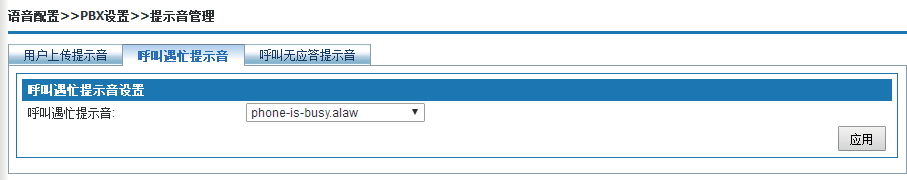 语音配置>>PBX设置>>提示音管理
用户上传提示音 呼叫遇忙提示音 呼叫无应答提示音
呼叫遇忙提示音设置
呼叫遇忙提示音: phone-is-busy.alaw
应用